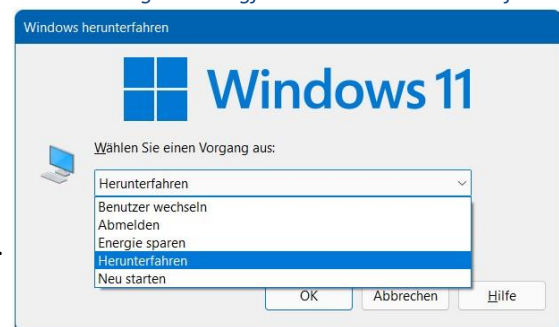 Windows herunterfahren
Windows 11
Wählen Sie einen Vorgang aus:
Herunterfahren
Benutzer wechseln
Abmelden
Energie sparen
Herunterfahren
Neu starten
OK Abbrechen Hilfe